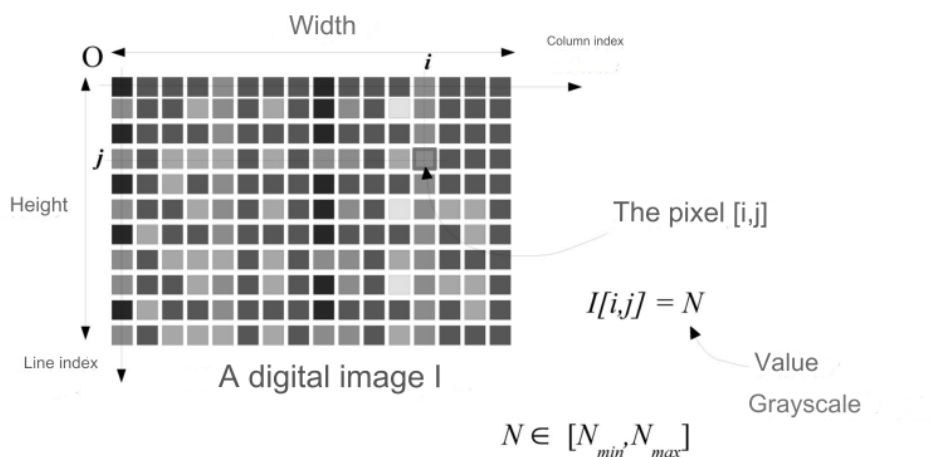 Width
Column index
O
i
j
Height
The pixel [i,j]
I[i,j] = N
Line index
A digital image I
Value
Grayscale
N ∈ [Nmin,Nmax]